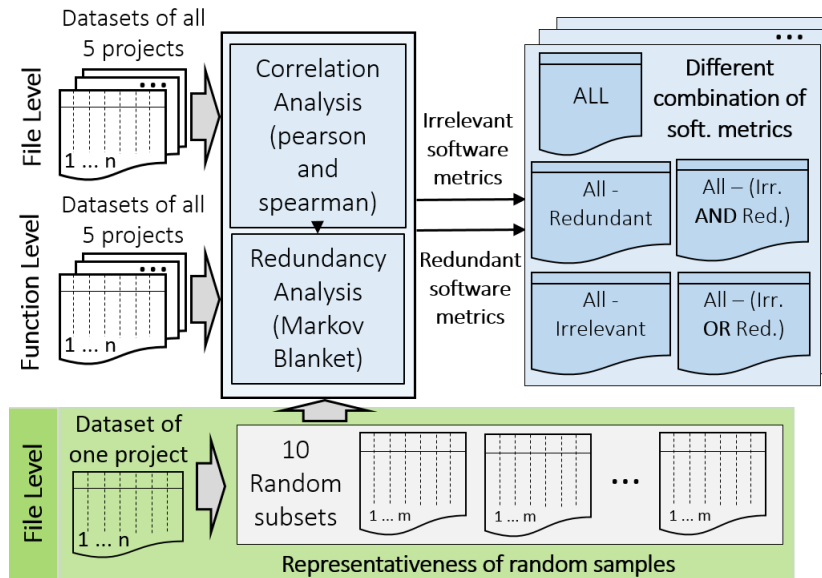 Datasets of all
5 projects
File Level
1 ... n
Datasets of all
5 projects
Function Level
1 ... n
Correlation
Analysis
(pearson
and
spearman)
Redundancy
Analysis
(Markov
Blanket)
Irrelevant
software
metrics
Redundant
software
metrics
...
Different
combination of
soft. metrics
ALL
All -
Redundant
All – (Irr.
AND Red.)
All -
Irrelevant
All – (Irr.
OR Red.)
File Level
Dataset of
one project
1 ... n
10
Random
subsets
1 ... m
1 ... m
...
1 ... m
Representativeness of random samples